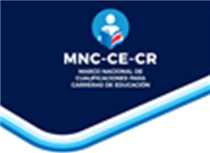 MNC-CE-CR
MARCO NACIONAL DE
CUALIFICACIONES PARA
CARRERAS DE EDUCACIÓN